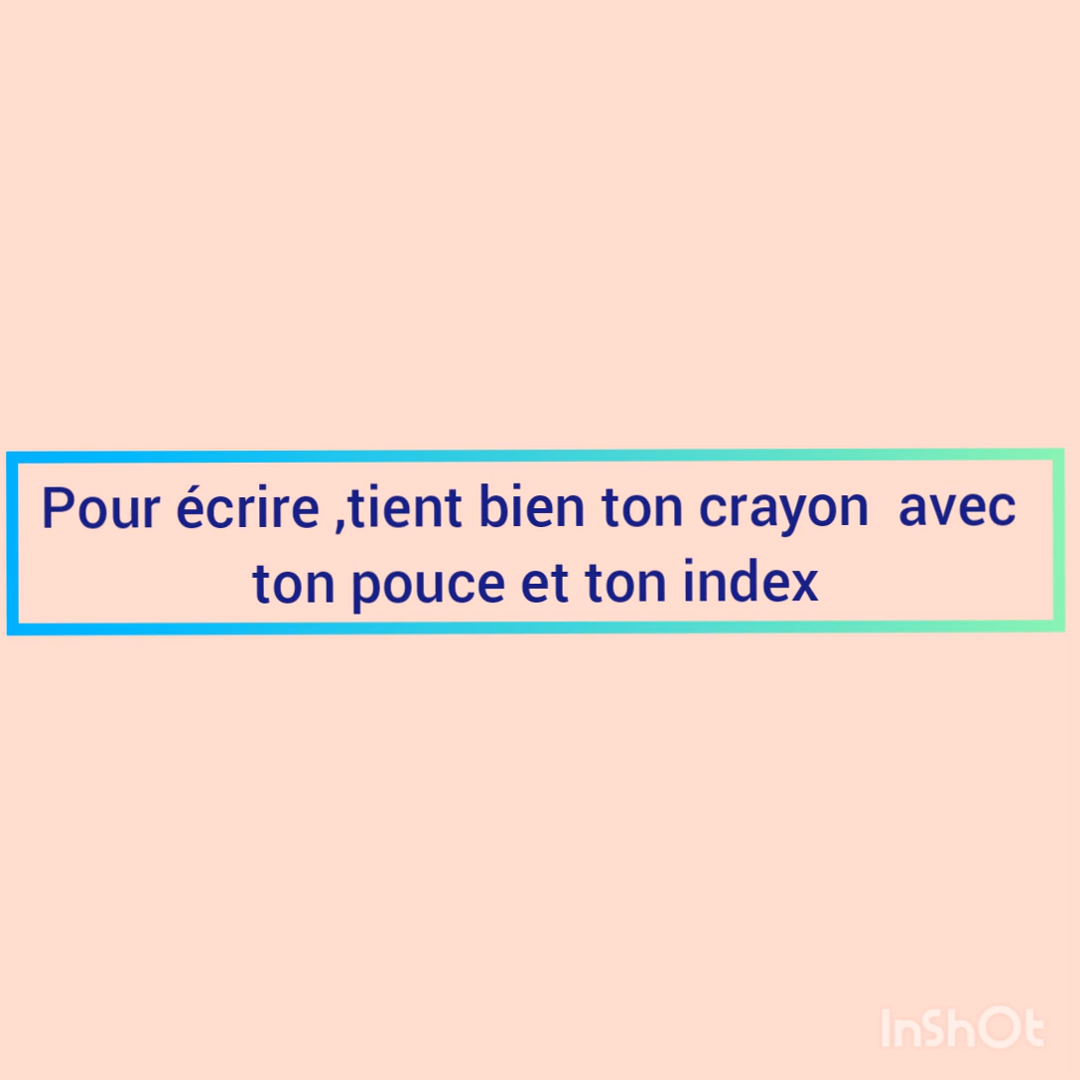 Pour écrire ,tient bien ton crayon  avec
ton pouce et ton index
InShOt